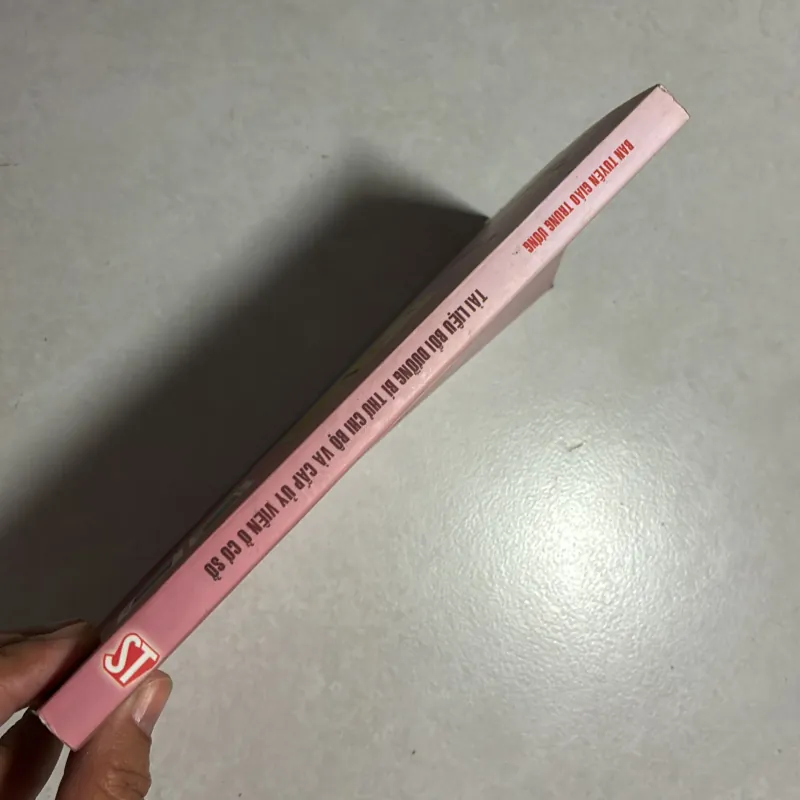 BAN TUYÊN GIÁO TRUNG ƯƠNG
TÀI LIỆU BỒI DƯỠNG BÍ THƯ CHI BỘ VÀ CẤP ỦY VIÊN Ở CƠ SỞ
ST